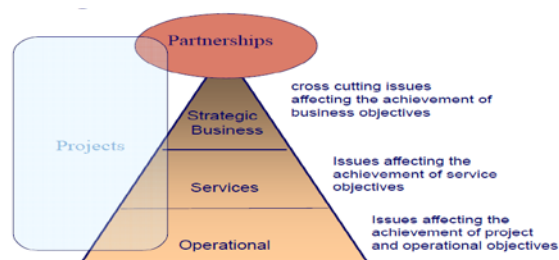 Partnerships
cross cutting issues
affecting the achievement of
business objectives
Strategic
Business
Projects
Issues affecting the
achievement of service
objectives
Services
Issues affecting the
achievement of project
and operational objectives
Operational